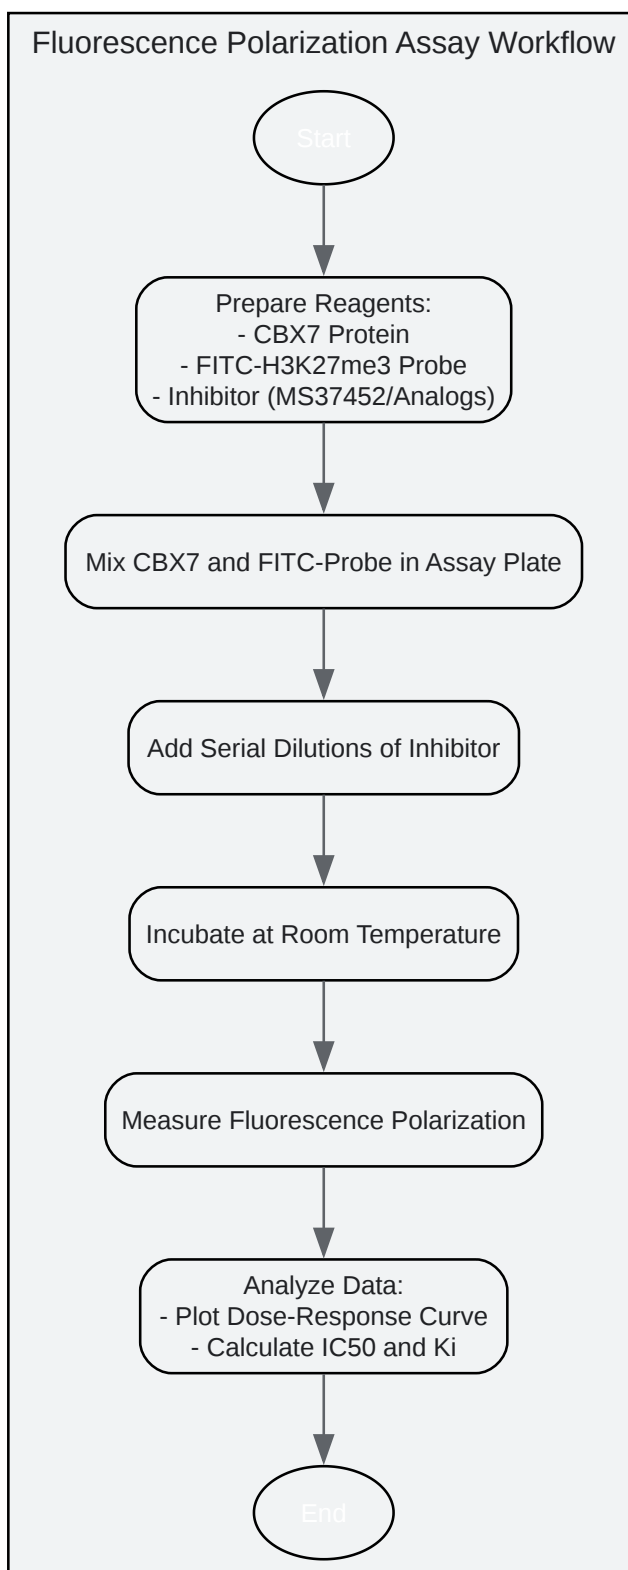 Fluorescence Polarization Assay Workflow
Start
Prepare Reagents:
- CBX7 Protein
- FITC-H3K27me3 Probe
- Inhibitor (MS37452/Analogs)
Mix CBX7 and FITC-Probe in Assay Plate
Add Serial Dilutions of Inhibitor
Incubate at Room Temperature
Measure Fluorescence Polarization
Analyze Data:
- Plot Dose-Response Curve
- Calculate IC50 and Ki
End